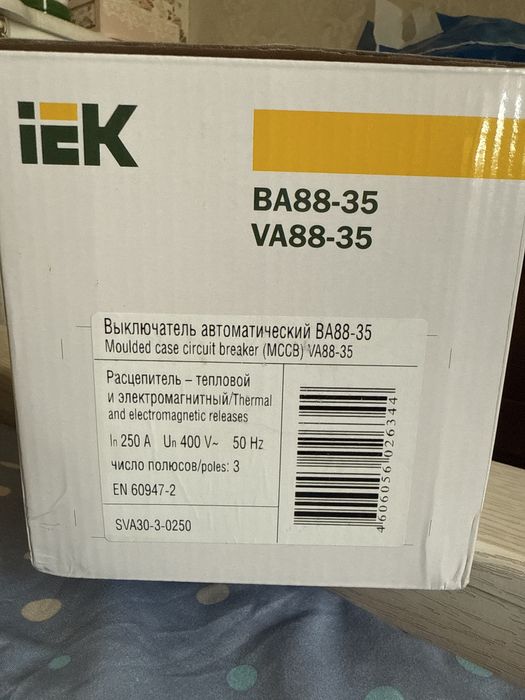 IEK
ВА88-35
VA88-35
Выключатель автоматический ВА88-35
Moulded case circuit breaker (MCCB) VA88-35
Расцепитель – тепловой
и электромагнитный/Thermal
and electromagnetic releases
In 250 A Un 400 V~ 50 Hz
число полюсов/poles: 3
EN 60947-2
SVA30-3-0250
4606056026344